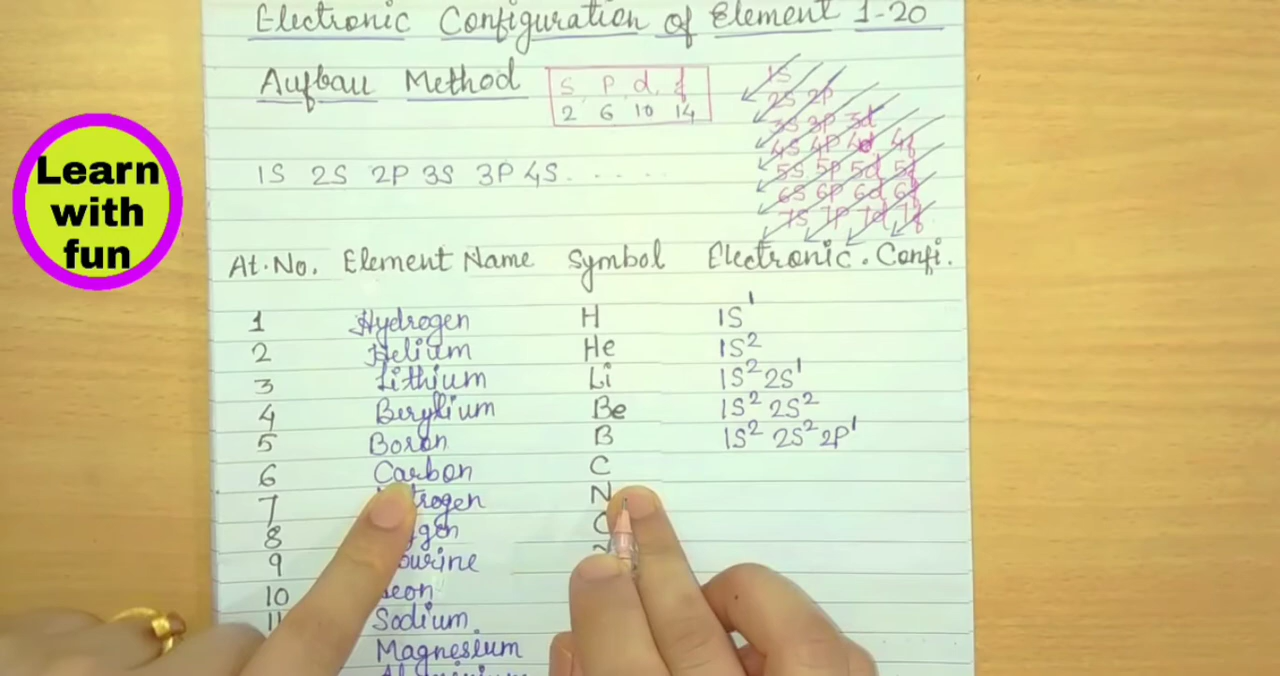 Electronic Configuration of Element 1-20
Aufbau Method
S P d f
2 6 10 14
1S
2S 2P
3S 3P 3d
4S 4P 4d 4f
5S 5P 5d 5f
6S 6P 6d 6f
7S 7P 7d 7f
Learn
with
fun
1S 2S 2P 3S 3P 4S......
At.No. Element Name Symbol Electronic.Confi.
1 Hydrogen H 1S¹
2 Helium He 1S²
3 Lithium Li 1S² 2S¹
4 Berylium Be 1S² 2S²
5 Boron B 1S² 2S² 2P¹
6 Carbon C
7 N
8
9
10
11 Sodium
Magnesium